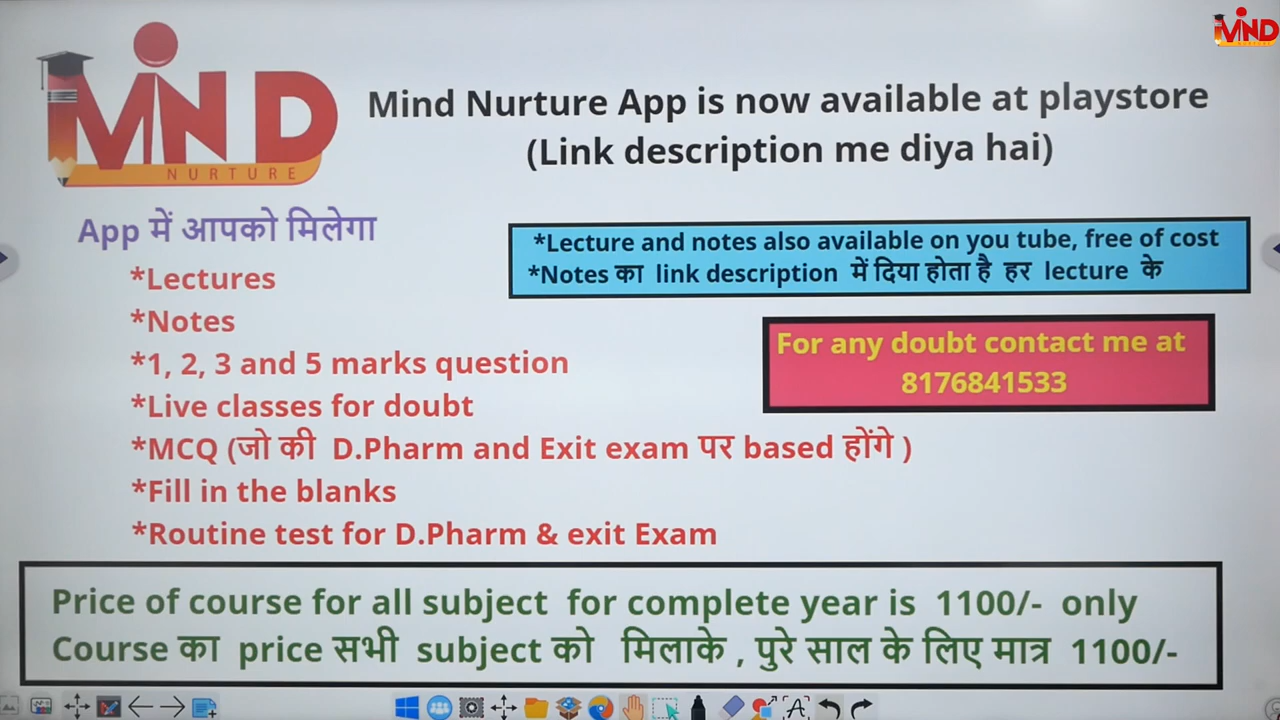 MIND
NURTURE
MIND
NURTURE
Mind Nurture App is now available at playstore
(Link description me diya hai)
App में आपको मिलेगा
*Lectures
*Notes
*1, 2, 3 and 5 marks question
*Live classes for doubt
*MCQ (जो की D.Pharm and Exit exam पर based होंगे )
*Fill in the blanks
*Routine test for D.Pharm & exit Exam
*Lecture and notes also available on you tube, free of cost
*Notes का link description में दिया होता है हर lecture के
For any doubt contact me at
8176841533
Price of course for all subject for complete year is 1100/- only
Course का price सभी subject को मिलाके , पुरे साल के लिए मात्र 1100/-